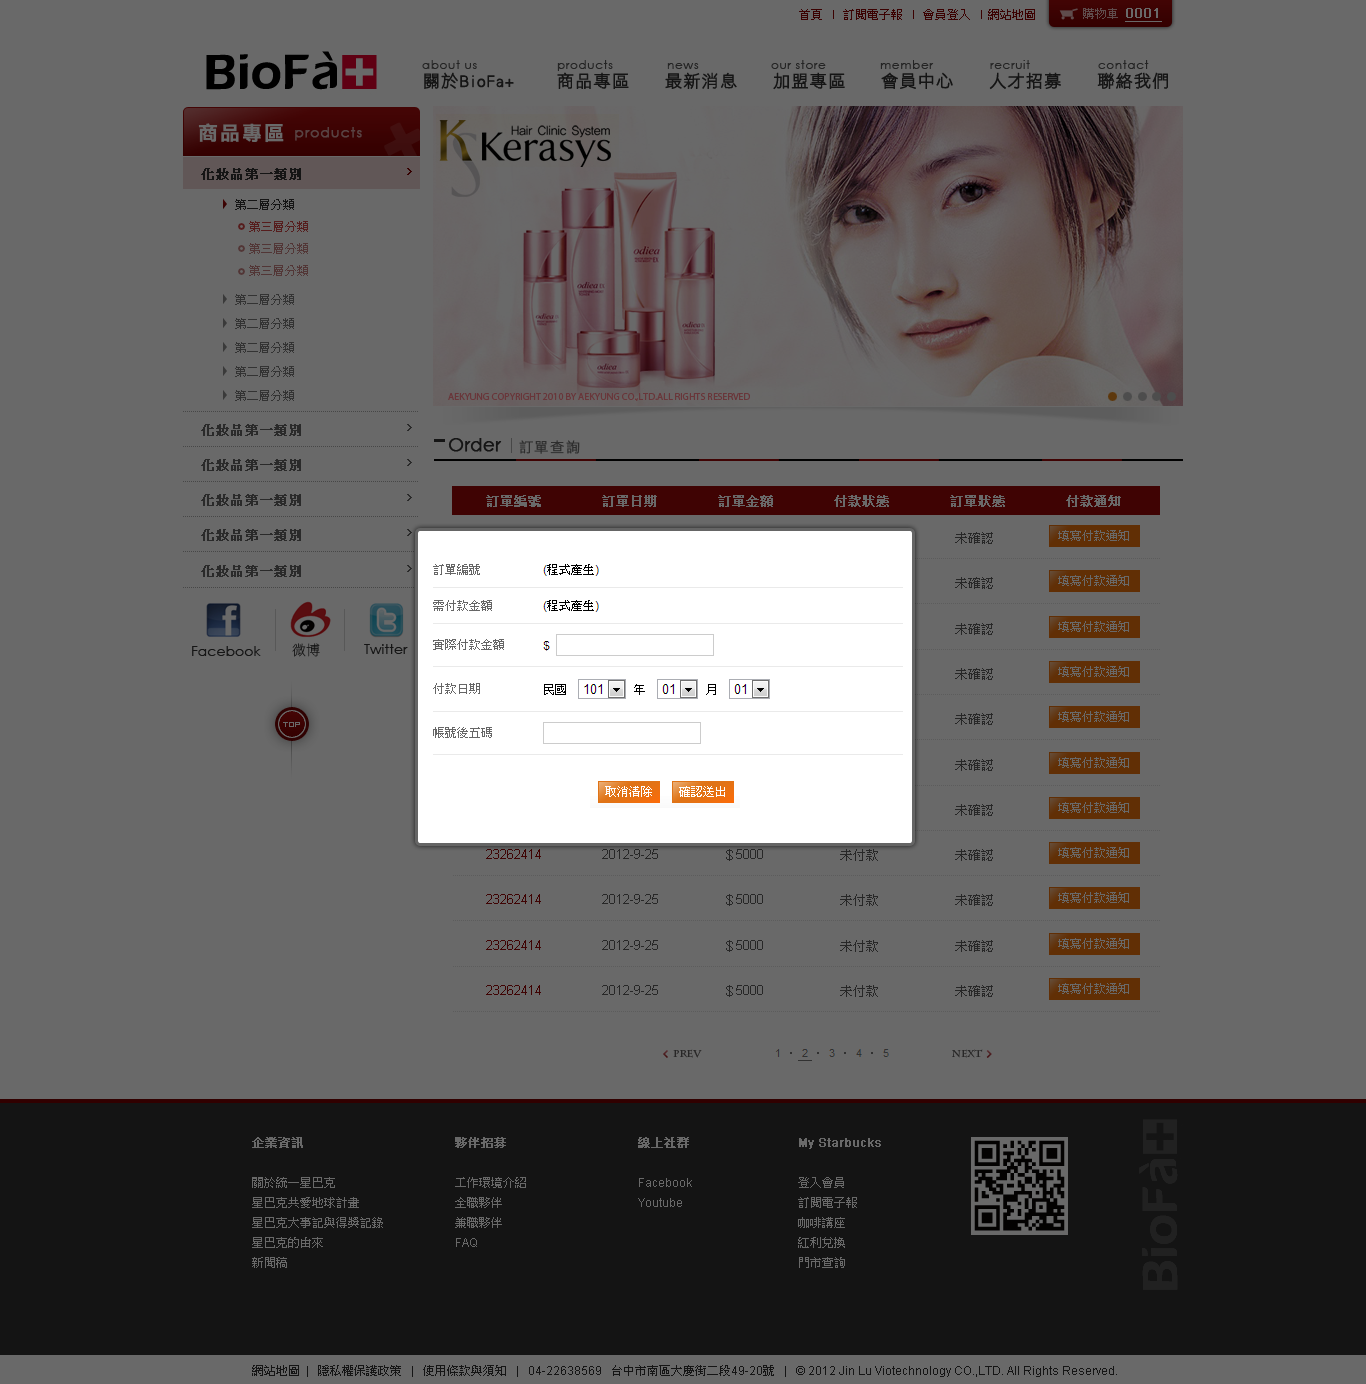 首頁 | 訂閱電子報 | 會員登入 | 網站地圖 購物車 0001
BioFà
about us products news our store member recruit contact
關於BioFa+ 商品專區 最新消息 加盟專區 會員中心 人才招募 聯絡我們
商品專區 products
化妝品第一類別
第二層分類
第三層分類
第三層分類
第三層分類
第二層分類
第二層分類
第二層分類
第二層分類
第二層分類
化妝品第一類別
化妝品第一類別
化妝品第一類別
化妝品第一類別
化妝品第一類別
Facebook 微博 Twitter
TOP
Hair Clinic System
KS Kerasys
odiea
odiea
odiea
odiea
AEKYUNG COPYRIGHT 2010 BY AEKYUNG CO,.LTD.ALL RIGHTS RESERVED
Order 訂單查詢
訂單編號 訂單日期 訂單金額 付款狀態 訂單狀態 付款通知
未確認 填寫付款通知
未確認 填寫付款通知
未確認 填寫付款通知
未確認 填寫付款通知
未確認 填寫付款通知
未確認 填寫付款通知
未確認 填寫付款通知
訂單編號 (程式產生)
需付款金額 (程式產生)
實際付款金額 $
付款日期 民國 101 年 01 月 01
帳號後五碼
取消清除 確認送出
23262414 2012-9-25 $5000 未付款 未確認 填寫付款通知
23262414 2012-9-25 $5000 未付款 未確認 填寫付款通知
23262414 2012-9-25 $5000 未付款 未確認 填寫付款通知
23262414 2012-9-25 $5000 未付款 未確認 填寫付款通知
PREV 1 · 2 · 3 · 4 · 5 NEXT
企業資訊
關於統一星巴克
星巴克共愛地球計畫
星巴克大事記與得獎記錄
星巴克的由來
新聞稿
夥伴招募
工作環境介紹
全職夥伴
兼職夥伴
FAQ
線上社群
Facebook
Youtube
My Starbucks
登入會員
訂閱電子報
咖啡講座
紅利兌換
門市查詢
BioFà
網站地圖 | 隱私權保護政策 | 使用條款與須知 | 04-22638569 台中市南區大慶街二段49-20號 | © 2012 Jin Lu Viotechnology CO.,LTD. All Rights Reserved.